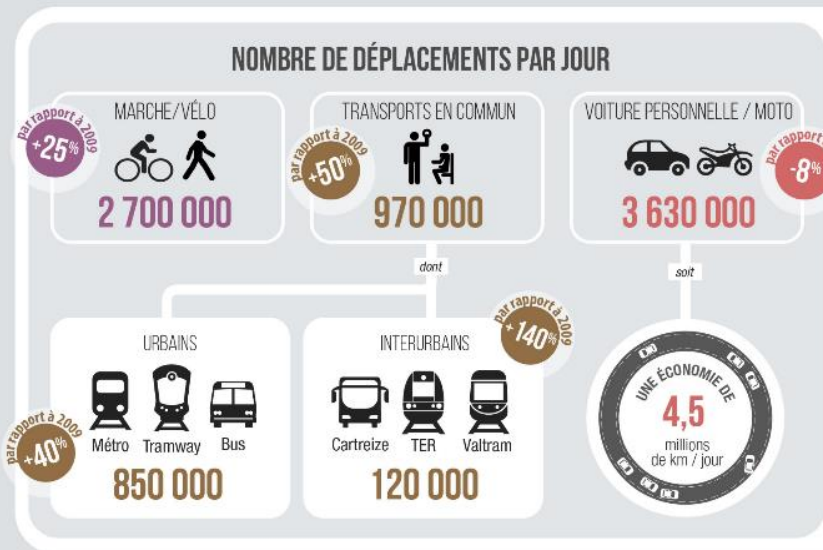 NOMBRE DE DÉPLACEMENTS PAR JOUR
MARCHE/VÉLO
par rapport à 2009
+25%
2 700 000
TRANSPORTS EN COMMUN
par rapport à 2009
+50%
970 000
VOITURE PERSONNELLE / MOTO
par rapport
-8%
3 630 000
dont
soit
URBAINS
par rapport à 2009
+40%
Métro Tramway Bus
850 000
INTERURBAINS
par rapport à 2009
+140%
Cartreize TER Valtram
120 000
UNE ÉCONOMIE DE
4,5
millions
de km / jour